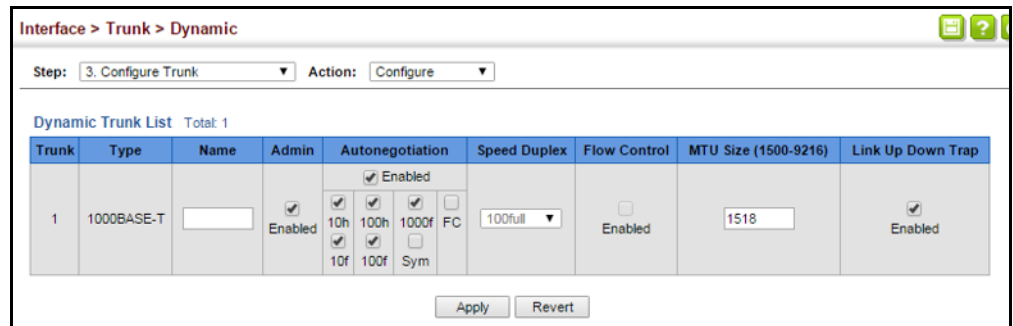 Interface > Trunk > Dynamic
?
Step: 3. Configure Trunk Action: Configure
Dynamic Trunk List Total: 1
Trunk Type Name Admin Autonegotiation Speed Duplex Flow Control MTU Size (1500-9216) Link Up Down Trap
Enabled
1 1000BASE-T Enabled 10h 100h 1000f FC 100full Enabled 1518 Enabled
10f 100f Sym
Apply Revert